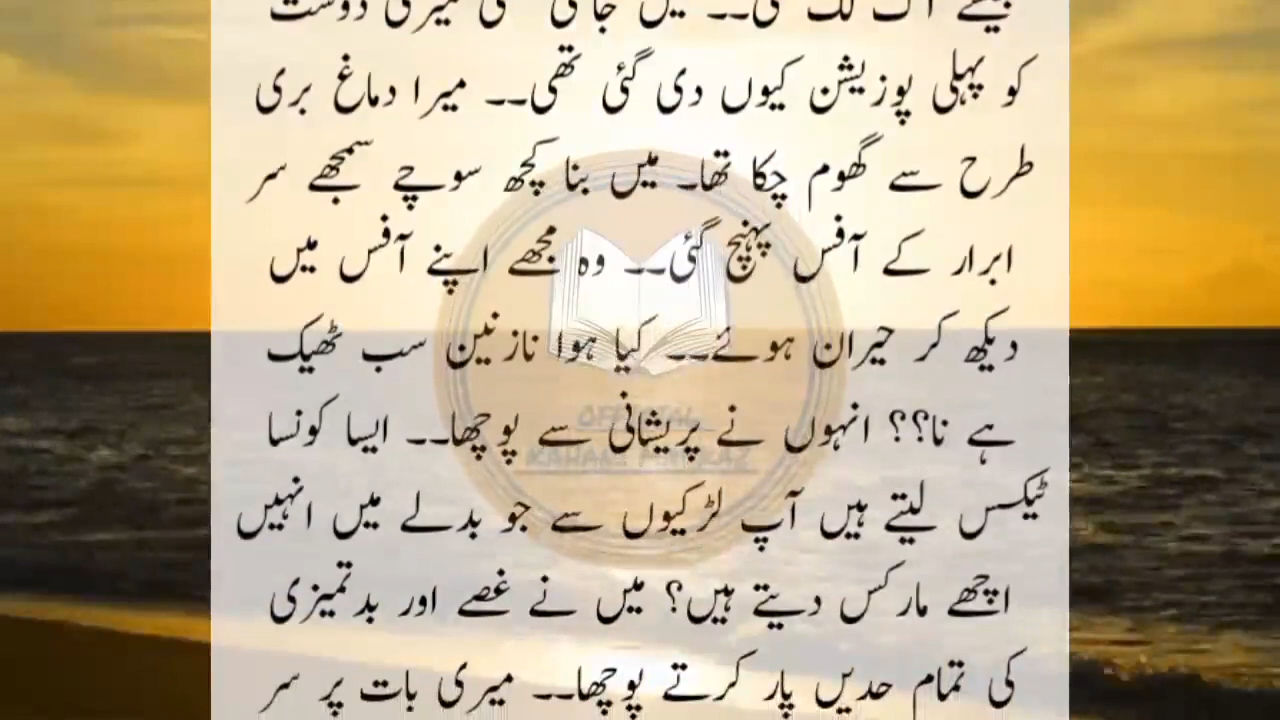 کو پہلی پوزیشن کیوں دی گئی تھی۔۔ میرا دماغ بری
طرح سے گھوم چکا تھا۔ میں بنا کچھ سوچے سمجھے سر
ابرار کے آفس پہنچ گئی۔۔ وہ مجھے اپنے آفس میں
دیکھ کر حیران ہوئے۔۔ کیا ہوا نازنین سب ٹھیک
ہے نا؟؟ انہوں نے پریشانی سے پوچھا۔۔ ایسا کونسا
ٹیکس لیتے ہیں آپ لڑکیوں سے جو بدلے میں انہیں
اچھے مارکس دیتے ہیں؟ میں نے غصے اور بدتمیزی
کی تمام حدیں پار کرتے پوچھا۔۔ میری بات پر سر